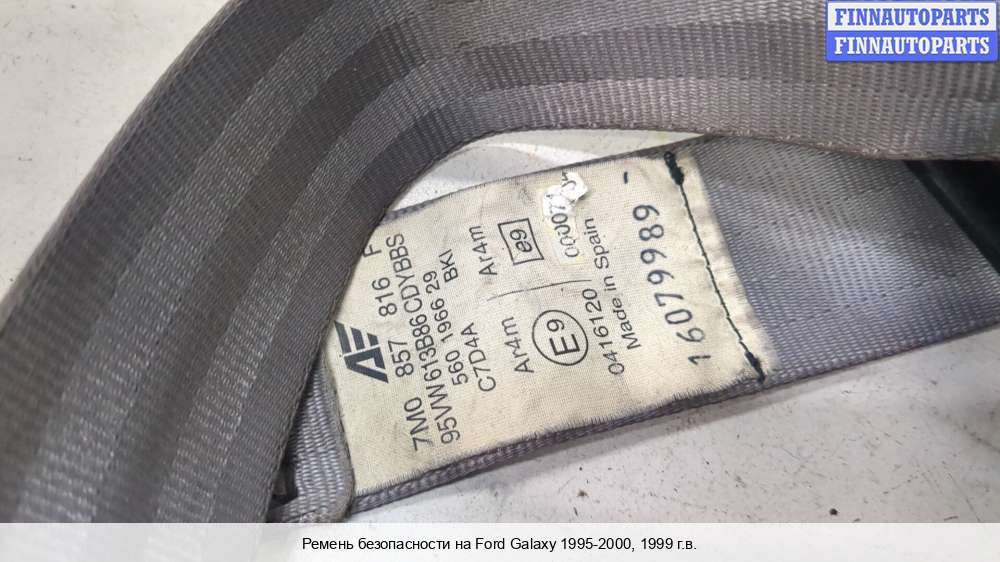 FINNAUTOPARTS
FINNAUTOPARTS
7M0 857 816 F
95VW613B86CDYBBS
560 1966 29
C7D4A BKI
Ar4m Ar4m
E9 e9
0416120
Made in Spain
16079989 -
Ремень безопасности на Ford Galaxy 1995-2000, 1999 г.в.